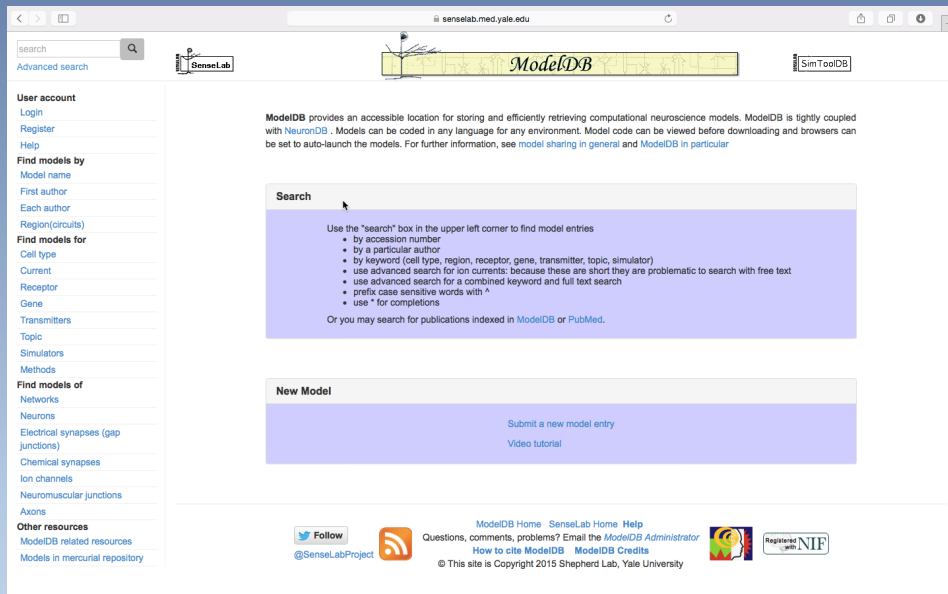 senselab.med.yale.edu
search
Advanced search
SENSELAB
SenseLab
ModelDB
SENSELAB
SimToolDB
User account
Login
Register
Help
Find models by
Model name
First author
Each author
Region(circuits)
Find models for
Cell type
Current
Receptor
Gene
Transmitters
Topic
Simulators
Methods
Find models of
Networks
Neurons
Electrical synapses (gap
junctions)
Chemical synapses
Ion channels
Neuromuscular junctions
Axons
Other resources
ModelDB related resources
Models in mercurial repository
ModelDB provides an accessible location for storing and efficiently retrieving computational neuroscience models. ModelDB is tightly coupled
with NeuronDB . Models can be coded in any language for any environment. Model code can be viewed before downloading and browsers can
be set to auto-launch the models. For further information, see model sharing in general and ModelDB in particular
Search
Use the "search" box in the upper left corner to find model entries
• by accession number
• by a particular author
• by keyword (cell type, region, receptor, gene, transmitter, topic, simulator)
• use advanced search for ion currents: because these are short they are problematic to search with free text
• use advanced search for a combined keyword and full text search
• prefix case sensitive words with ^
• use * for completions
Or you may search for publications indexed in ModelDB or PubMed.
New Model
Submit a new model entry
Video tutorial
Follow
@SenseLabProject
ModelDB Home SenseLab Home Help
Questions, comments, problems? Email the ModelDB Administrator
How to cite ModelDB ModelDB Credits
© This site is Copyright 2015 Shepherd Lab, Yale University
Registered with NIF